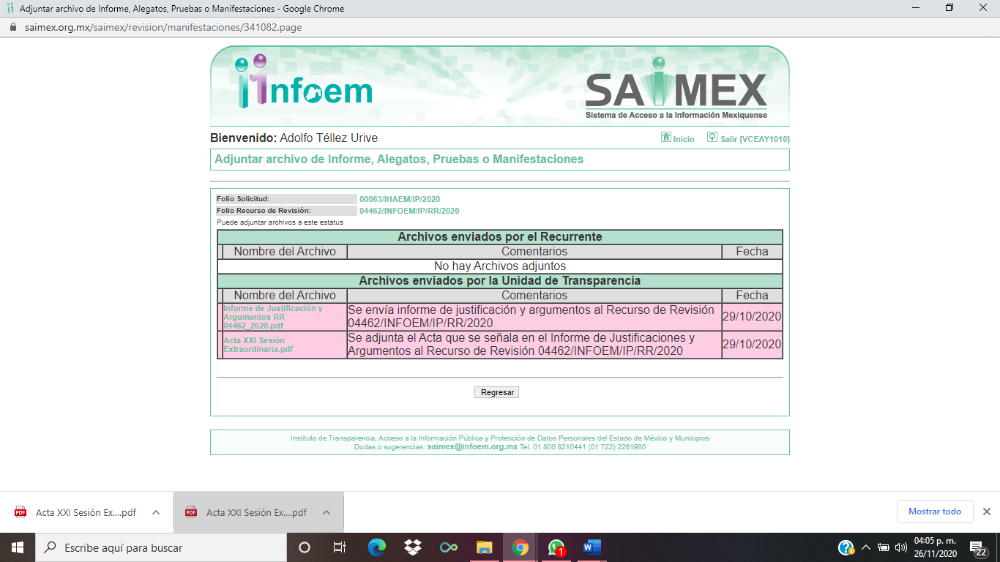 Adjuntar archivo de Informe, Alegatos, Pruebas o Manifestaciones - Google Chrome
saimex.org.mx/saimex/revision/manifestaciones/341082.page
infoem
SAIMEX
Sistema de Acceso a la Información Mexiquense
Bienvenido: Adolfo Téllez Urive
Inicio Salir [VCEAY1010]
Adjuntar archivo de Informe, Alegatos, Pruebas o Manifestaciones
Folio Solicitud: 00063/IHAEM/IP/2020
Folio Recurso de Revisión: 04462/INFOEM/IP/RR/2020
Puede adjuntar archivos a este estatus
Archivos enviados por el Recurrente
Nombre del Archivo Comentarios Fecha
No hay Archivos adjuntos
Archivos enviados por la Unidad de Transparencia
Nombre del Archivo Comentarios Fecha
Informe de Justificación y
Argumentos RR
04462_2020.pdf
Se envía informe de justificación y argumentos al Recurso de Revisión
04462/INFOEM/IP/RR/2020
29/10/2020
Acta XXI Sesión
Extraordinaria.pdf
Se adjunta el Acta que se señala en el Informe de Justificaciones y
Argumentos al Recurso de Revisión 04462/INFOEM/IP/RR/2020
29/10/2020
Regresar
Instituto de Transparencia, Acceso a la Información Pública y Protección de Datos Personales del Estado de México y Municipios
Dudas o sugerencias: saimex@infoem.org.mx Tel. 01 800 8210441 (01 722) 2261980
PDF Acta XXI Sesión Ex....pdf
PDF Acta XXI Sesión Ex....pdf
Mostrar todo
Escribe aquí para buscar
1
04:05 p. m.
26/11/2020
22